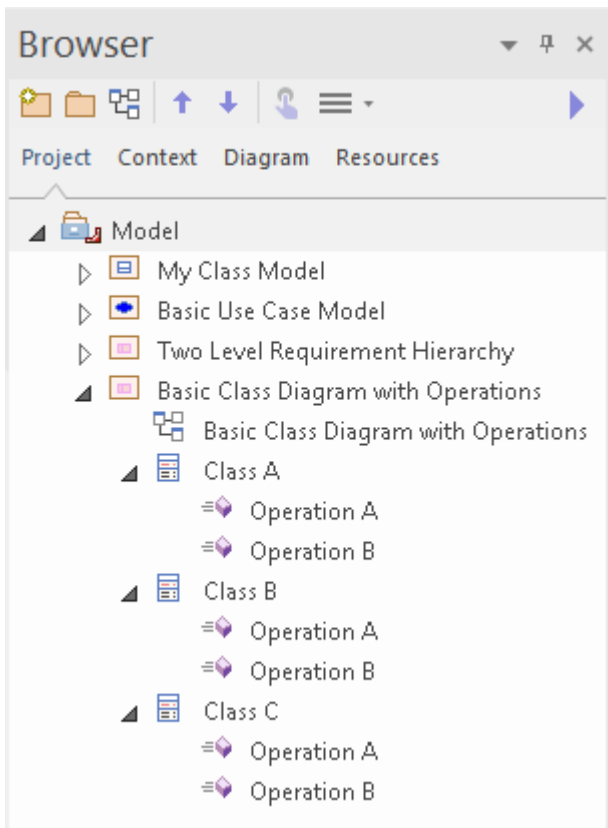 Browser
Project Context Diagram Resources
Model
My Class Model
Basic Use Case Model
Two Level Requirement Hierarchy
Basic Class Diagram with Operations
Basic Class Diagram with Operations
Class A
Operation A
Operation B
Class B
Operation A
Operation B
Class C
Operation A
Operation B